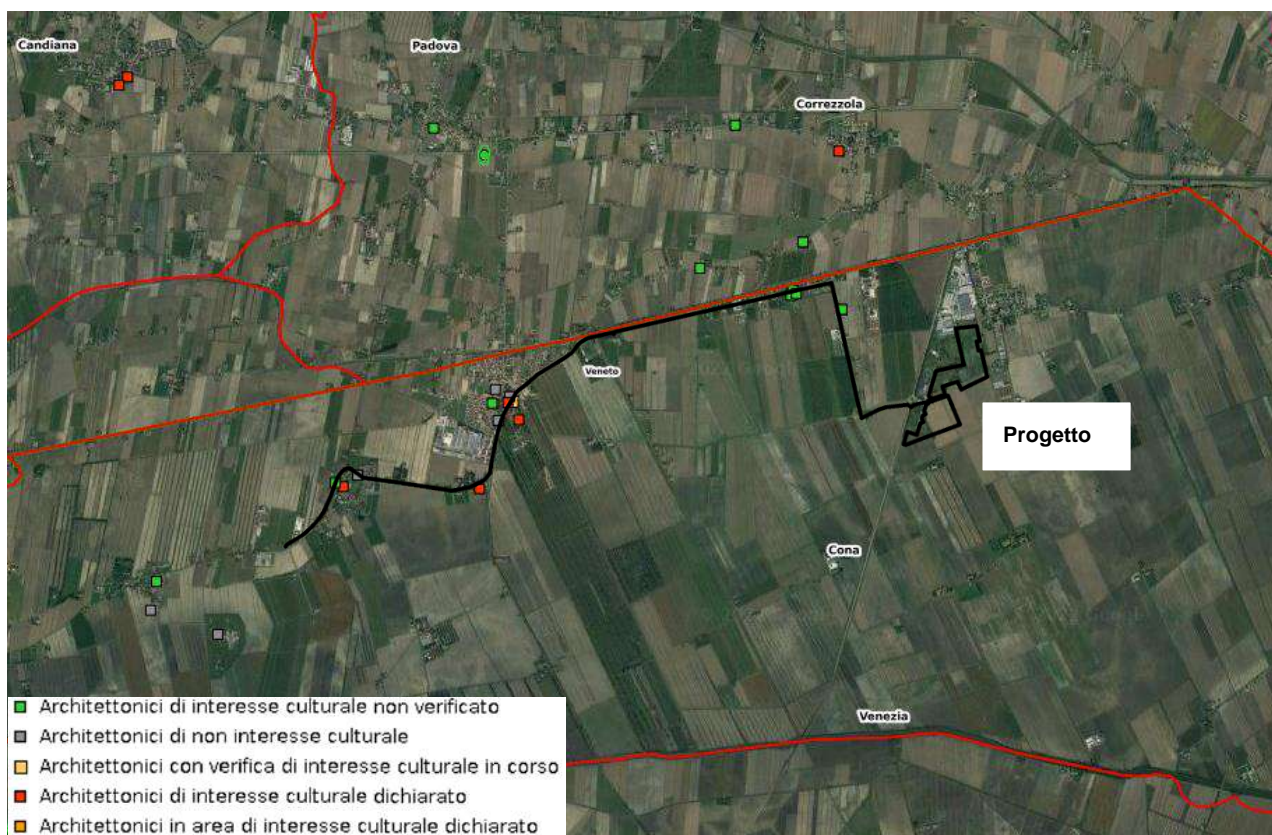 Candiana
Padova
Correzzola
Veneto
Progetto
Cona
Venezia
Architettonici di interesse culturale non verificato
Architettonici di non interesse culturale
Architettonici con verifica di interesse culturale in corso
Architettonici di interesse culturale dichiarato
Architettonici in area di interesse culturale dichiarato